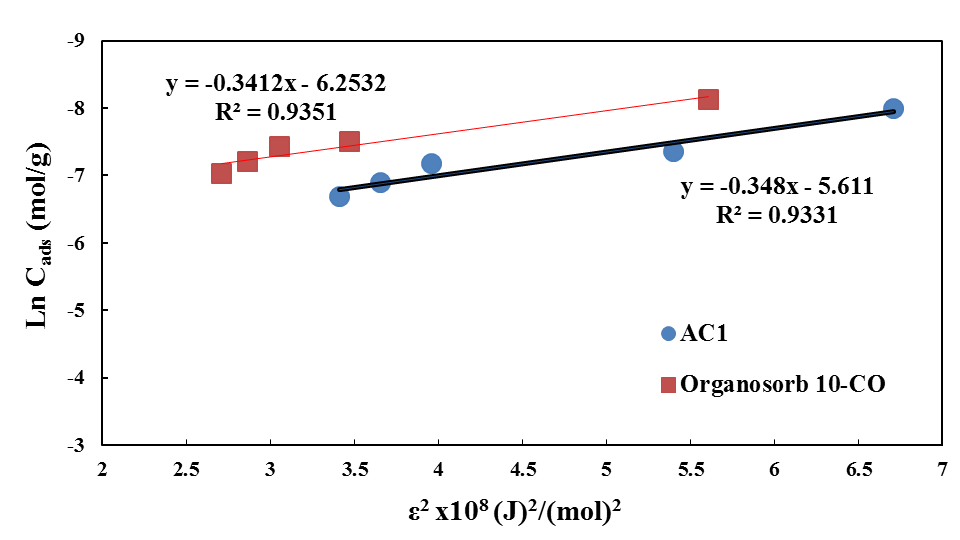 -9
-8
-7
-6
-5
-4
-3
Ln Cads (mol/g)
y = -0.3412x - 6.2532
R² = 0.9351
y = -0.348x - 5.611
R² = 0.9331
AC1
Organosorb 10-CO
2 2.5 3 3.5 4 4.5 5 5.5 6 6.5 7
ε² x10⁸ (J)²/(mol)²